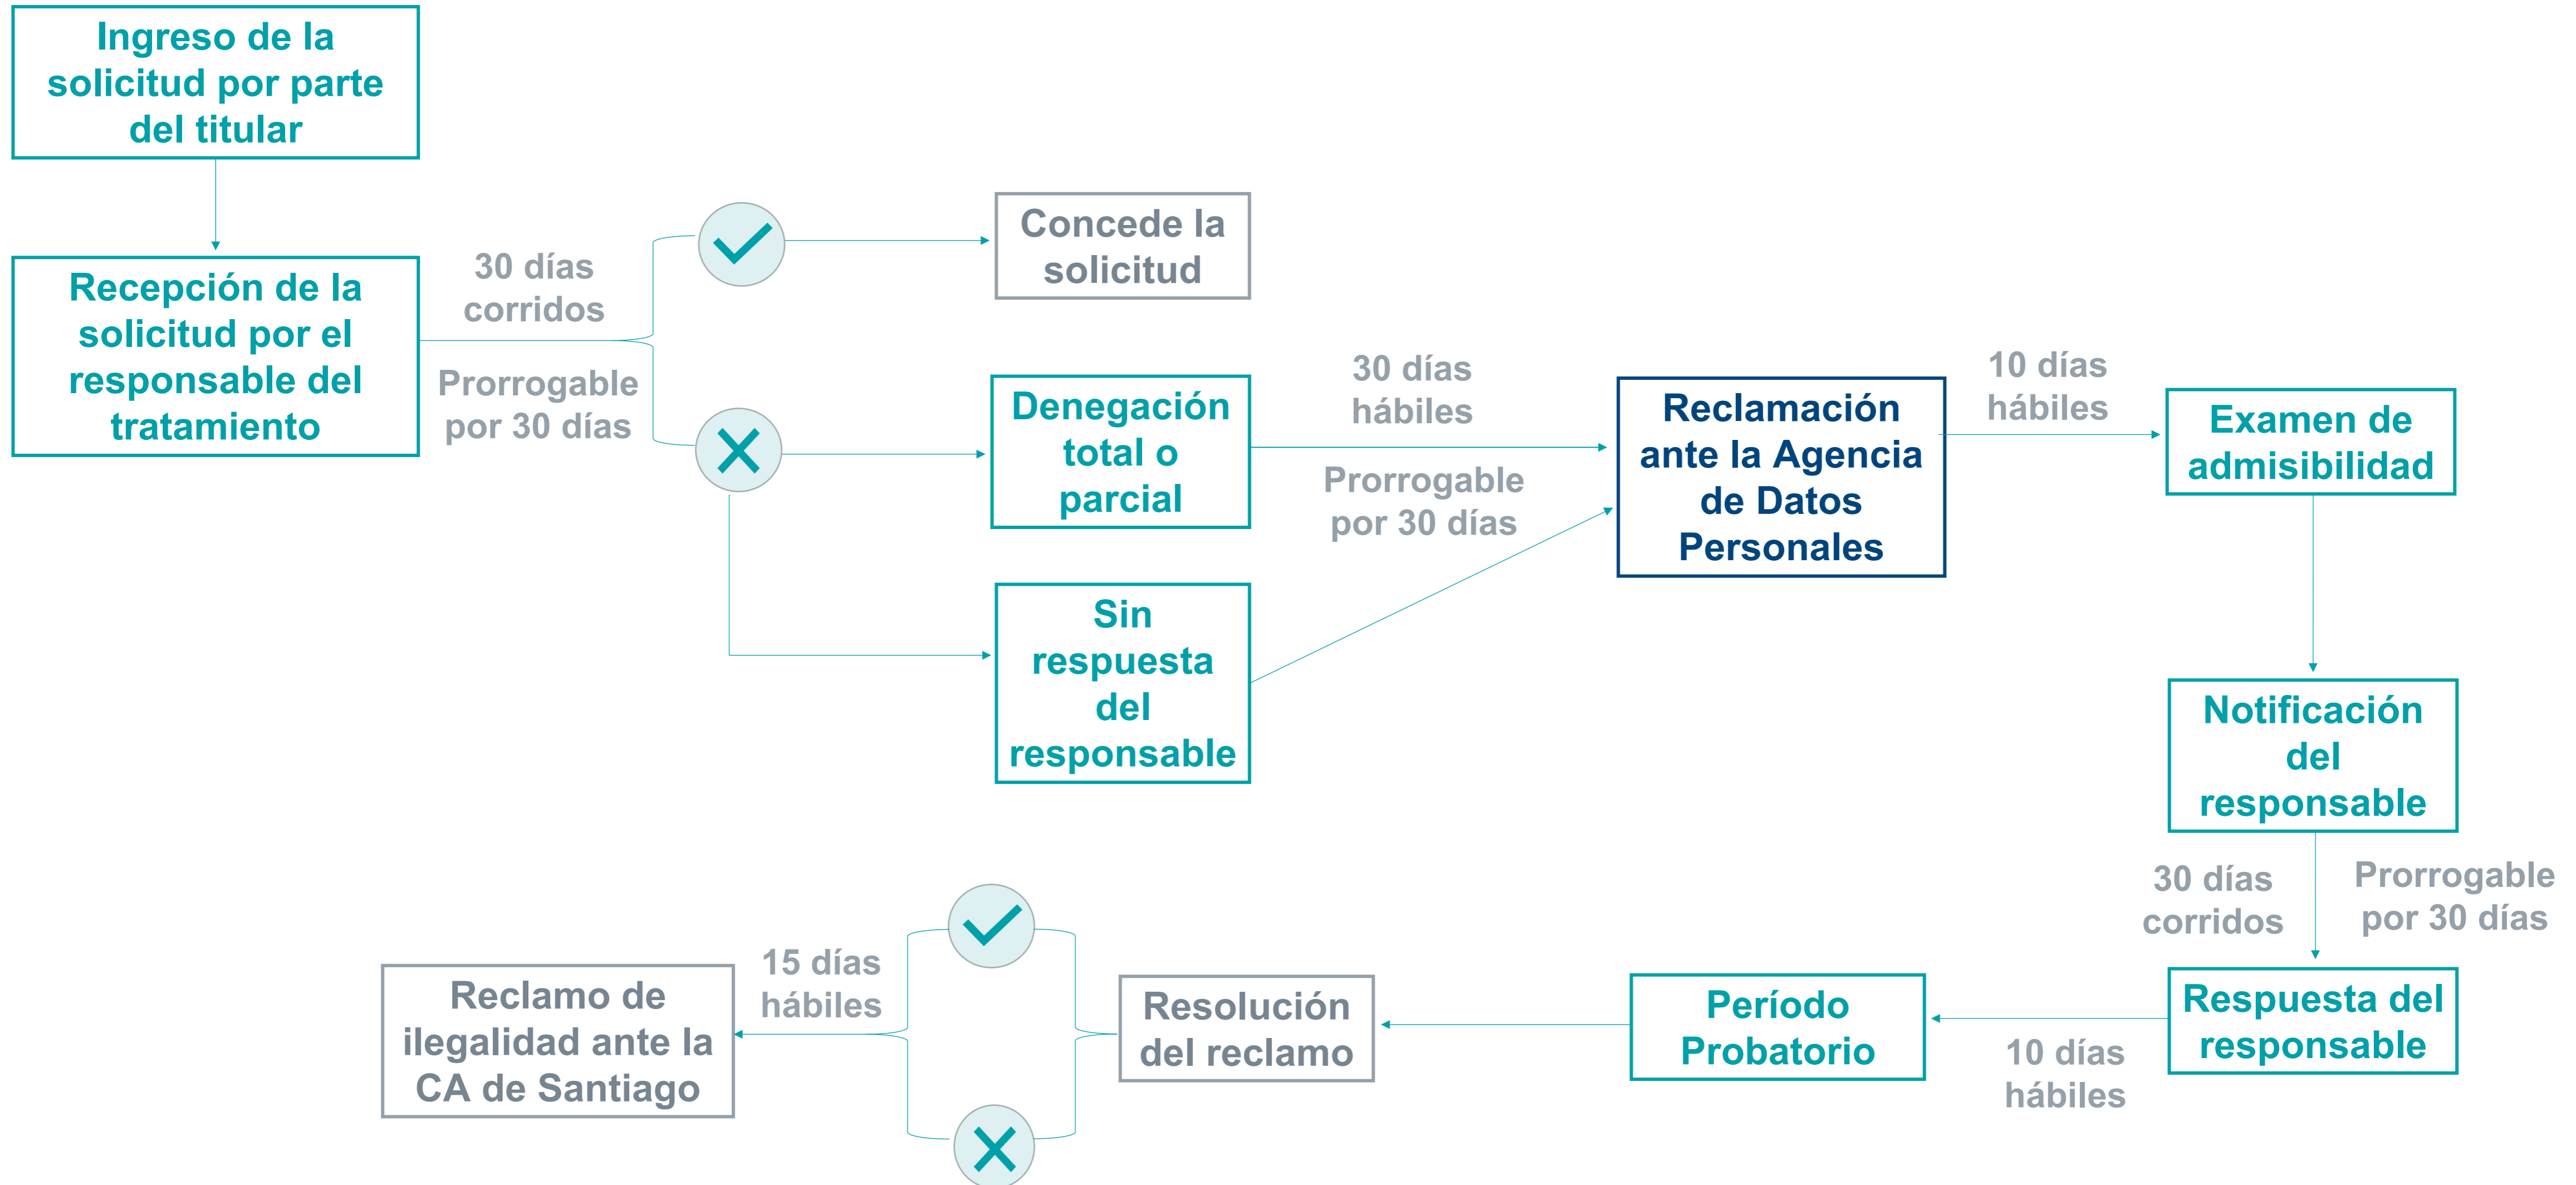 Ingreso de la
solicitud por parte
del titular
Recepción de la
solicitud por el
responsable del
tratamiento
30 días
corridos
Prorrogable
por 30 días
Concede la
solicitud
Denegación
total o
parcial
Sin
respuesta
del
responsable
30 días
hábiles
Prorrogable
por 30 días
Reclamación
ante la Agencia
de Datos
Personales
10 días
hábiles
Examen de
admisibilidad
Notificación
del
responsable
30 días
corridos
Prorrogable
por 30 días
Respuesta del
responsable
10 días
hábiles
Período
Probatorio
Resolución
del reclamo
15 días
hábiles
Reclamo de
ilegalidad ante la
CA de Santiago